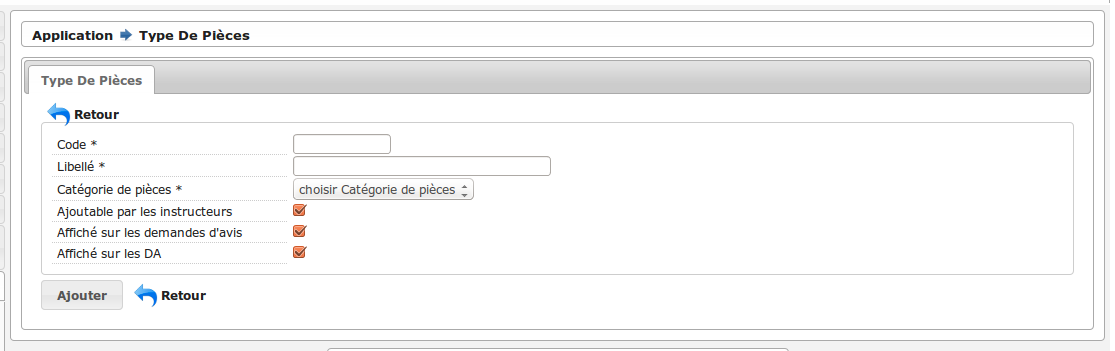 Application Type De Pièces
Type De Pièces
Retour
Code *
Libellé *
Catégorie de pièces * choisir Catégorie de pièces
Ajoutable par les instructeurs
Affiché sur les demandes d'avis
Affiché sur les DA
Ajouter Retour